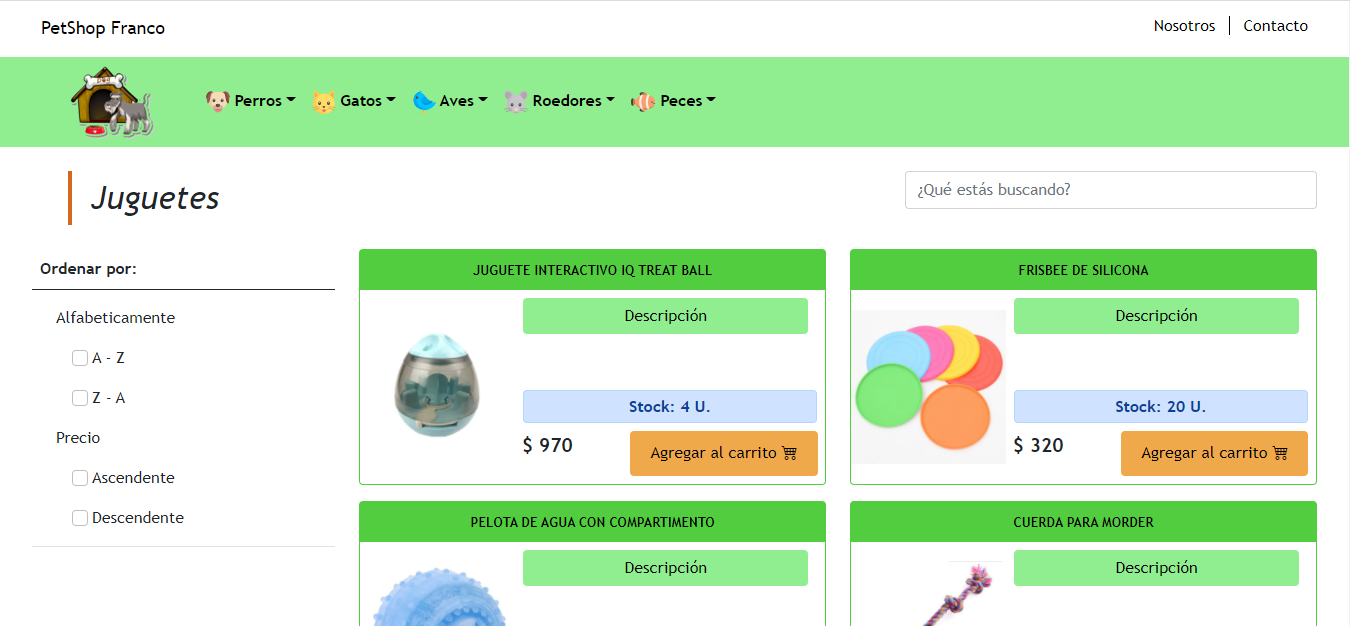 PetShop Franco
Nosotros
Contacto
Perros
Gatos
Aves
Roedores
Peces
Juguetes
¿Qué estás buscando?
Ordenar por:
Alfabeticamente
A - Z
Z - A
Precio
Ascendente
Descendente
JUGUETE INTERACTIVO IQ TREAT BALL
Descripción
Stock: 4 U.
$ 970
Agregar al carrito
FRISBEE DE SILICONA
Descripción
Stock: 20 U.
$ 320
Agregar al carrito
PELOTA DE AGUA CON COMPARTIMENTO
Descripción
CUERDA PARA MORDER
Descripción